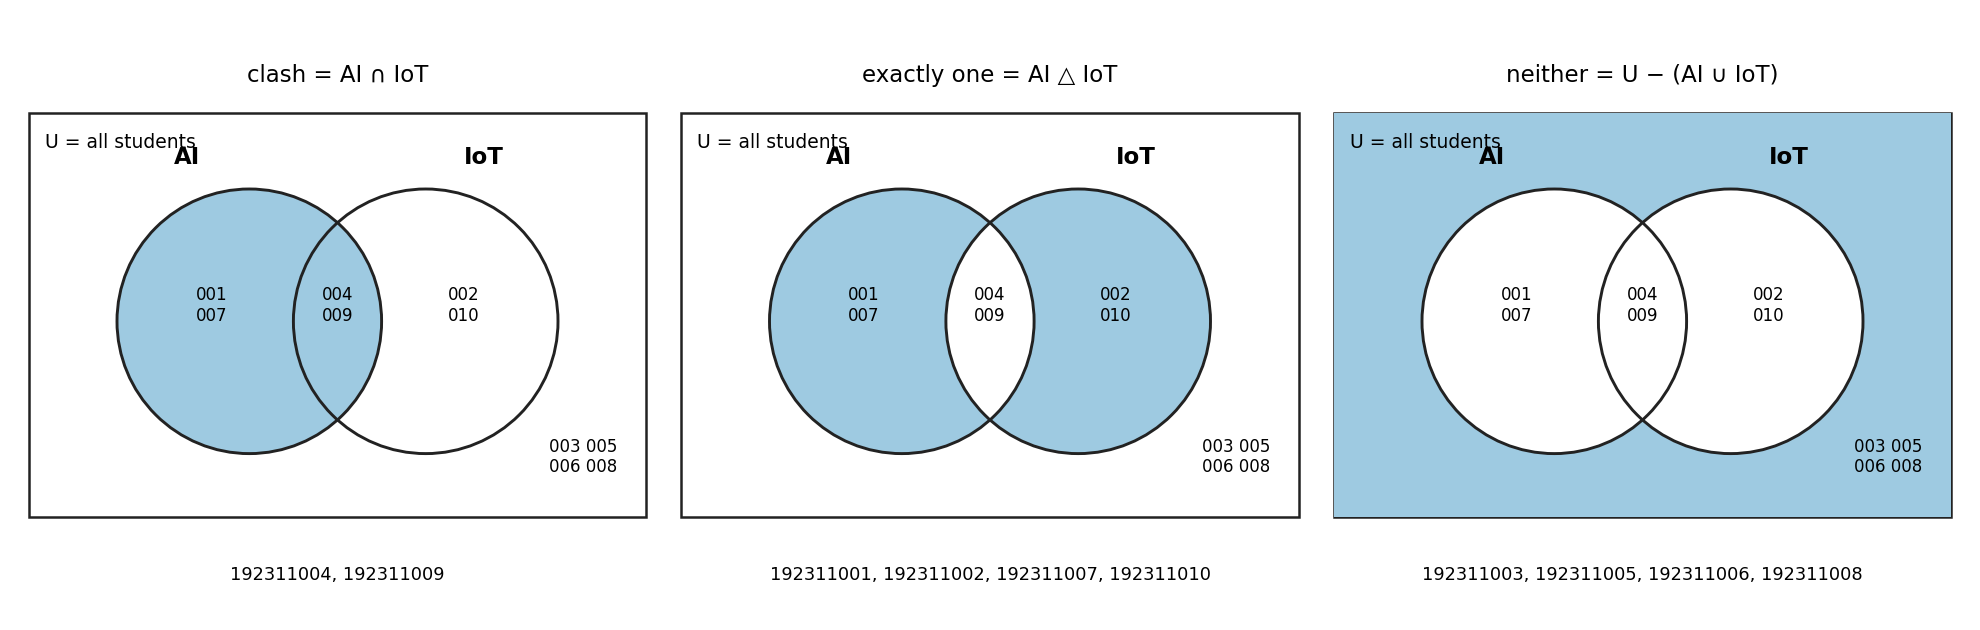 clash = AI ∩ IoT
U = all students
AI
IoT
001
007
004
009
002
010
003 005
006 008
192311004, 192311009
exactly one = AI △ IoT
U = all students
AI
IoT
001
007
004
009
002
010
003 005
006 008
192311001, 192311002, 192311007, 192311010
neither = U − (AI ∪ IoT)
U = all students
AI
IoT
001
007
004
009
002
010
003 005
006 008
192311003, 192311005, 192311006, 192311008